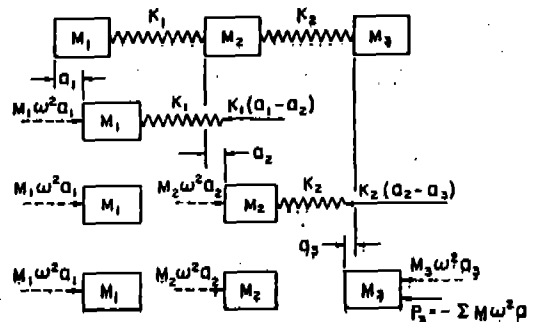 K₁ K₂
M₁ M₂ M₃
a₁
M₁ω²a₁ M₁ K₁ K₁(a₁-a₂)
a₂
M₁ω²a₁ M₁ M₂ω²a₂ M₂ K₂ K₂(a₂-a₃)
a₃
M₁ω²a₁ M₁ M₂ω²a₂ M₂ M₃ M₃ω²a₃
P₃=-ΣMω²a